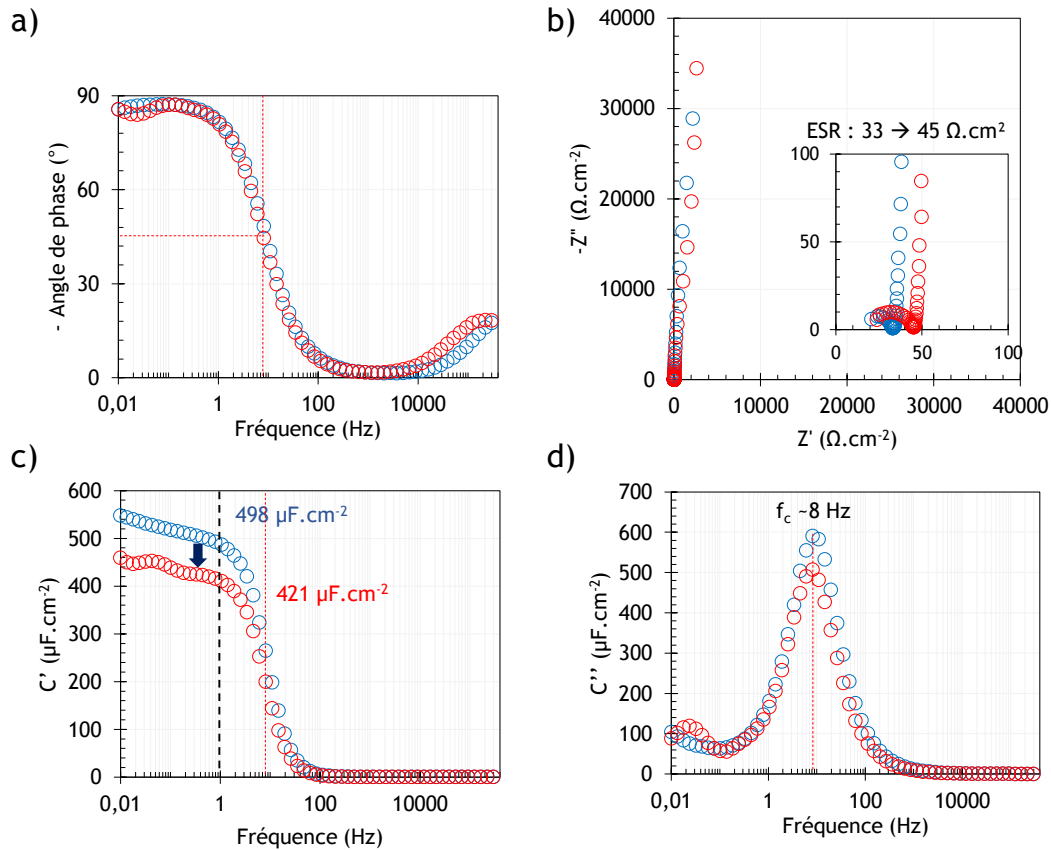 a)
90
60
30
0
0,01
1
100
10000
- Angle de phase (°)
Fréquence (Hz)
b)
40000
30000
20000
10000
0
0
10000
20000
30000
40000
-Z'' (Ω.cm-2)
Z' (Ω.cm-2)
ESR : 33 → 45 Ω.cm²
100
50
0
0
50
100
c)
600
500
400
300
200
100
0
0,01
1
100
10000
C' (µF.cm-2)
Fréquence (Hz)
498 µF.cm-2
421 µF.cm-2
d)
700
600
500
400
300
200
100
0
0,01
1
100
10000
C’’ (µF.cm-2)
Fréquence (Hz)
fc ~8 Hz